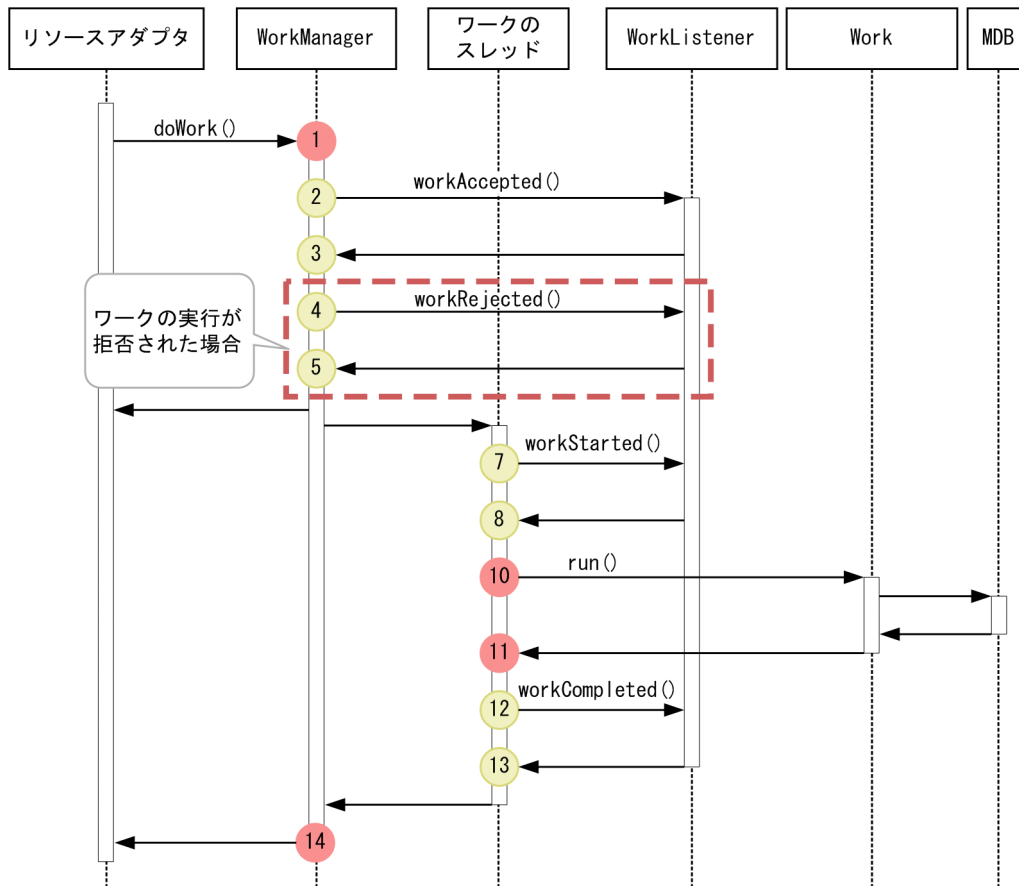 リソースアダプタ
WorkManager
ワークの
スレッド
WorkListener
Work
MDB
doWork()
1
2
workAccepted()
3
ワークの実行が
拒否された場合
4
workRejected()
5
7
workStarted()
8
10
run()
11
12
workCompleted()
13
14